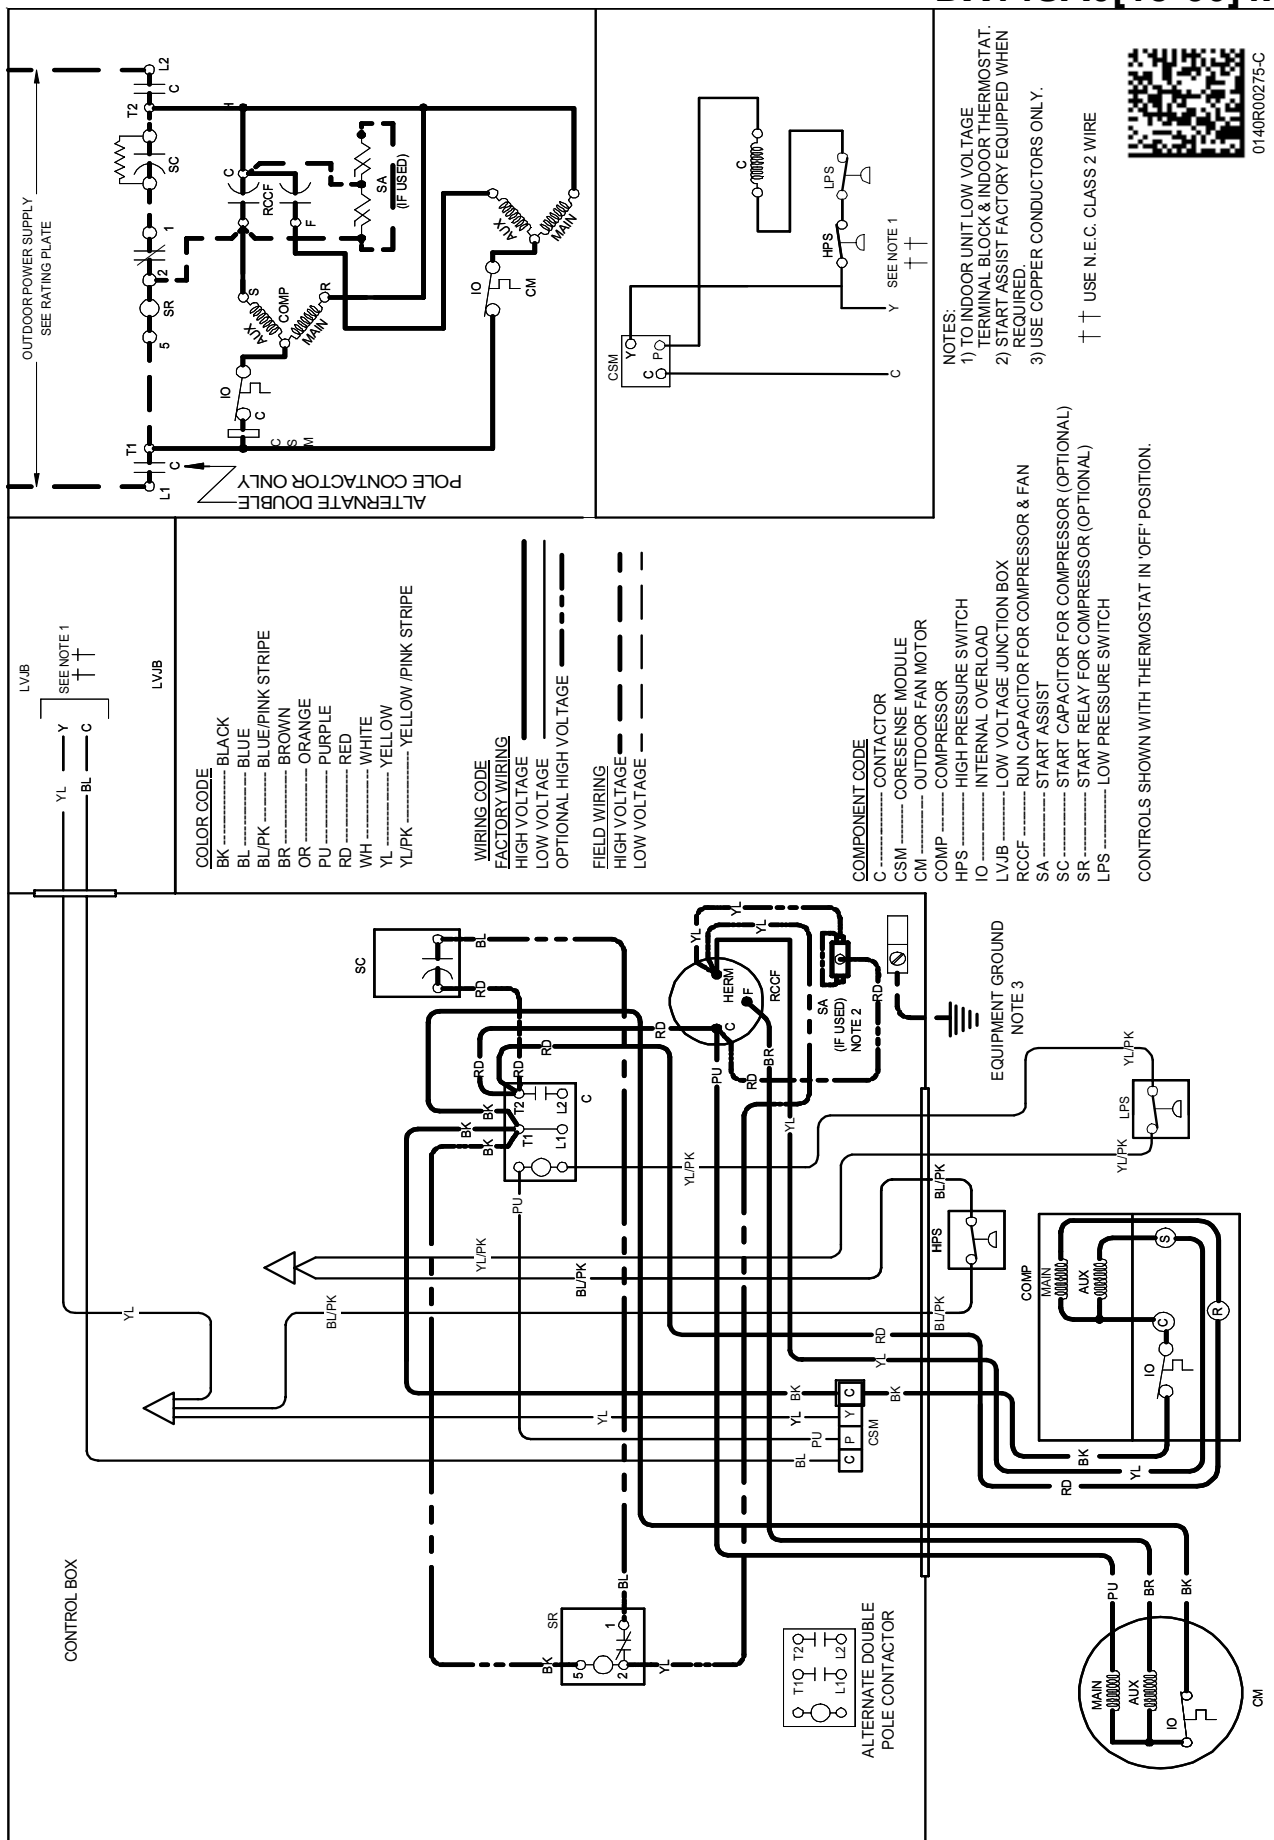 CONTROL BOX
YL
BL/PK
YL/PK
BL/PK
BK
5
SR
1
2
BL
YL
ALTERNATE DOUBLE
POLE CONTACTOR
T1 T2
L1 L2
BL
PU
YL
YL
BK
C P Y C
CSM
BK
PU
BK
BK
BK
T1
T2
L1
L2
C
RD
RD
RD
RD
RD
SC
RD
BL
YL/PK
PU
BR
YL
RD
YL
RD
RD
C
HERM
F
RCCF
YL
YL
YL
SA
(IF USED)
NOTE 2
RD
RD
EQUIPMENT GROUND
NOTE 3
BL/PK
BL/PK
HPS
YL/PK
YL/PK
LPS
COMP
MAIN
AUX
S
C
R
IO
BK
YL
RD
PU
BR
BK
MAIN
AUX
IO
CM
LVJB
YL
Y
BL
C
SEE NOTE 1
††
LVJB
COLOR CODE
BK ---------- BLACK
BL ---------- BLUE
BL/PK ---------- BLUE/PINK STRIPE
BR ---------- BROWN
OR ---------- ORANGE
PU ---------- PURPLE
RD ---------- RED
WH ---------- WHITE
YL ---------- YELLOW
YL/PK ---------- YELLOW /PINK STRIPE
WIRING CODE
FACTORY WIRING
HIGH VOLTAGE
LOW VOLTAGE
OPTIONAL HIGH VOLTAGE
FIELD WIRING
HIGH VOLTAGE
LOW VOLTAGE
COMPONENT CODE
C ---------- CONTACTOR
CSM ---------- CORESENSE MODULE
CM ---------- OUTDOOR FAN MOTOR
COMP ---------- COMPRESSOR
HPS ---------- HIGH PRESSURE SWITCH
IO ---------- INTERNAL OVERLOAD
LVJB ---------- LOW VOLTAGE JUNCTION BOX
RCCF ---------- RUN CAPACITOR FOR COMPRESSOR & FAN
SA ---------- START ASSIST
SC ---------- START CAPACITOR FOR COMPRESSOR (OPTIONAL)
SR ---------- START RELAY FOR COMPRESSOR (OPTIONAL)
LPS ---------- LOW PRESSURE SWITCH
CONTROLS SHOWN WITH THERMOSTAT IN 'OFF' POSITION.
OUTDOOR POWER SUPPLY
SEE RATING PLATE
L1
C
T1
5
SR
2
1
SC
T2
C
L2
ALTERNATE DOUBLE
POLE CONTACTOR ONLY
C
S
M
C
IO
AUX
S
COMP
MAIN
R
RCCF
C
H
F
SA
(IF USED)
IO
CM
AUX
MAIN
CSM
Y
C
P
C
HPS
LPS
C
Y
SEE NOTE 1
††
NOTES:
1) TO INDOOR UNIT LOW VOLTAGE
TERMINAL BLOCK & INDOOR THERMOSTAT.
2) START ASSIST FACTORY EQUIPPED WHEN
REQUIRED.
3) USE COPPER CONDUCTORS ONLY.
†† USE N.E.C. CLASS 2 WIRE
0140R00275-C